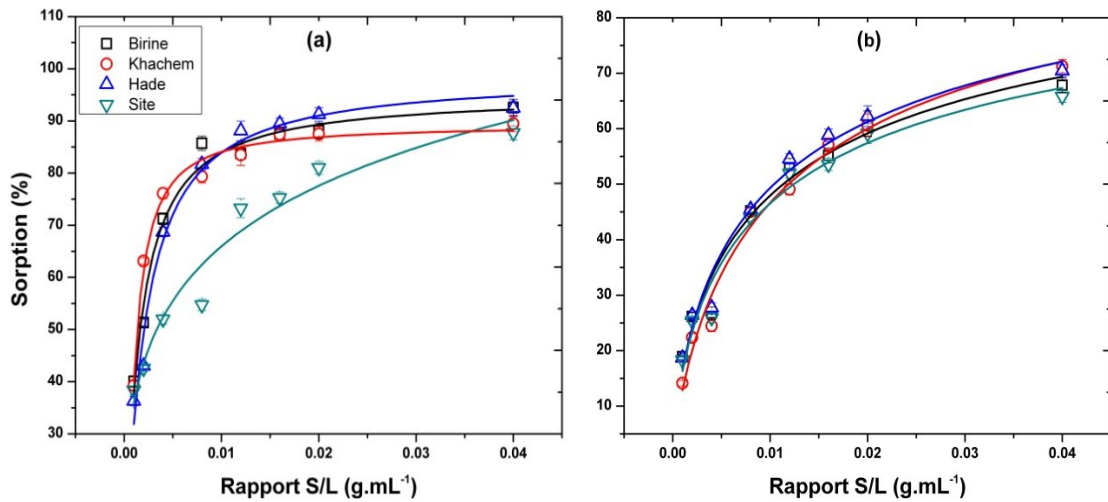 (a)
Birine
Khachem
Hade
Site
Sorption (%)
110
100
90
80
70
60
50
40
30
0.00 0.01 0.02 0.03 0.04
Rapport S/L (g.mL⁻¹)
(b)
80
70
60
50
40
30
20
10
0.00 0.01 0.02 0.03 0.04
Rapport S/L (g.mL⁻¹)